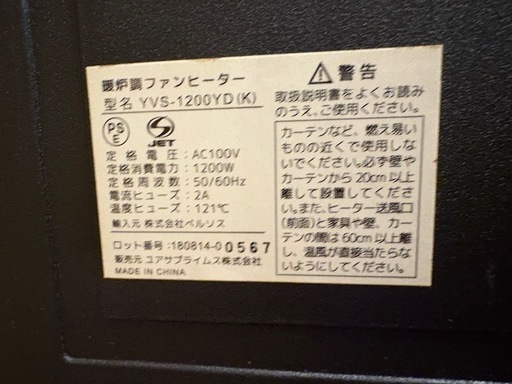 暖炉調ファンヒーター
型名 YVS-1200YD(K)
PS
E
JET
定格電圧:AC100V
定格消費電力:1200W
定格周波数:50/60Hz
電流ヒューズ:2A
温度ヒューズ:121℃
輸入元 株式会社ベルソス
ロット番号:180814-0 00567
販売元 ユアサプライムス株式会社
MADE IN CHINA
警告
取扱説明書をよくお読み
のうえ、ご使用ください。
カーテンなど、燃え易い
ものの近くで使用しな
いでください。必ず壁や
カーテンから20cm以上
離して設置してくださ
い。また、ヒーター送風口
(前面)と家具や壁、カー
テンの間は60cm以上離
し、温風が直接当たらな
いようにしてください。